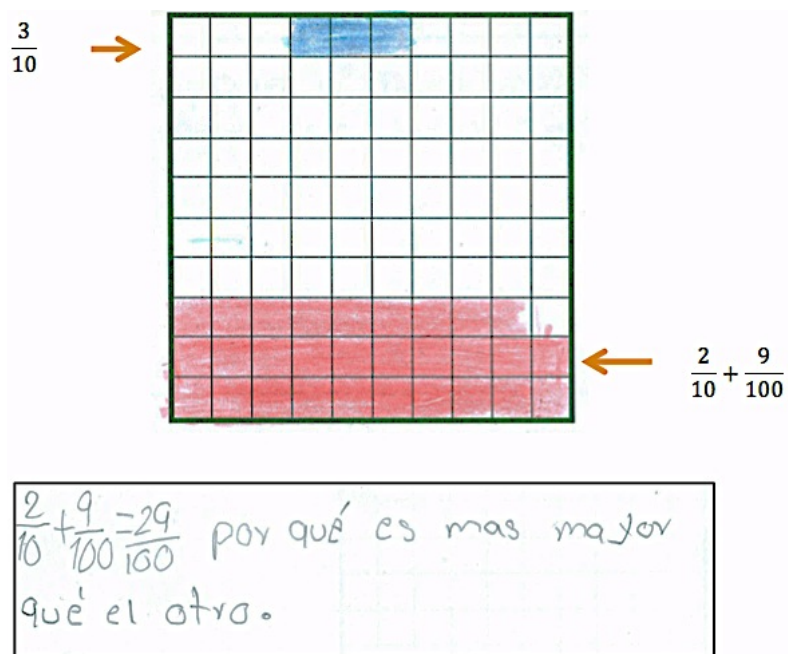 3/10
2/10 + 9/100
2/10 + 9/100 = 29/100 por qué es mas mayor
qué el otro.